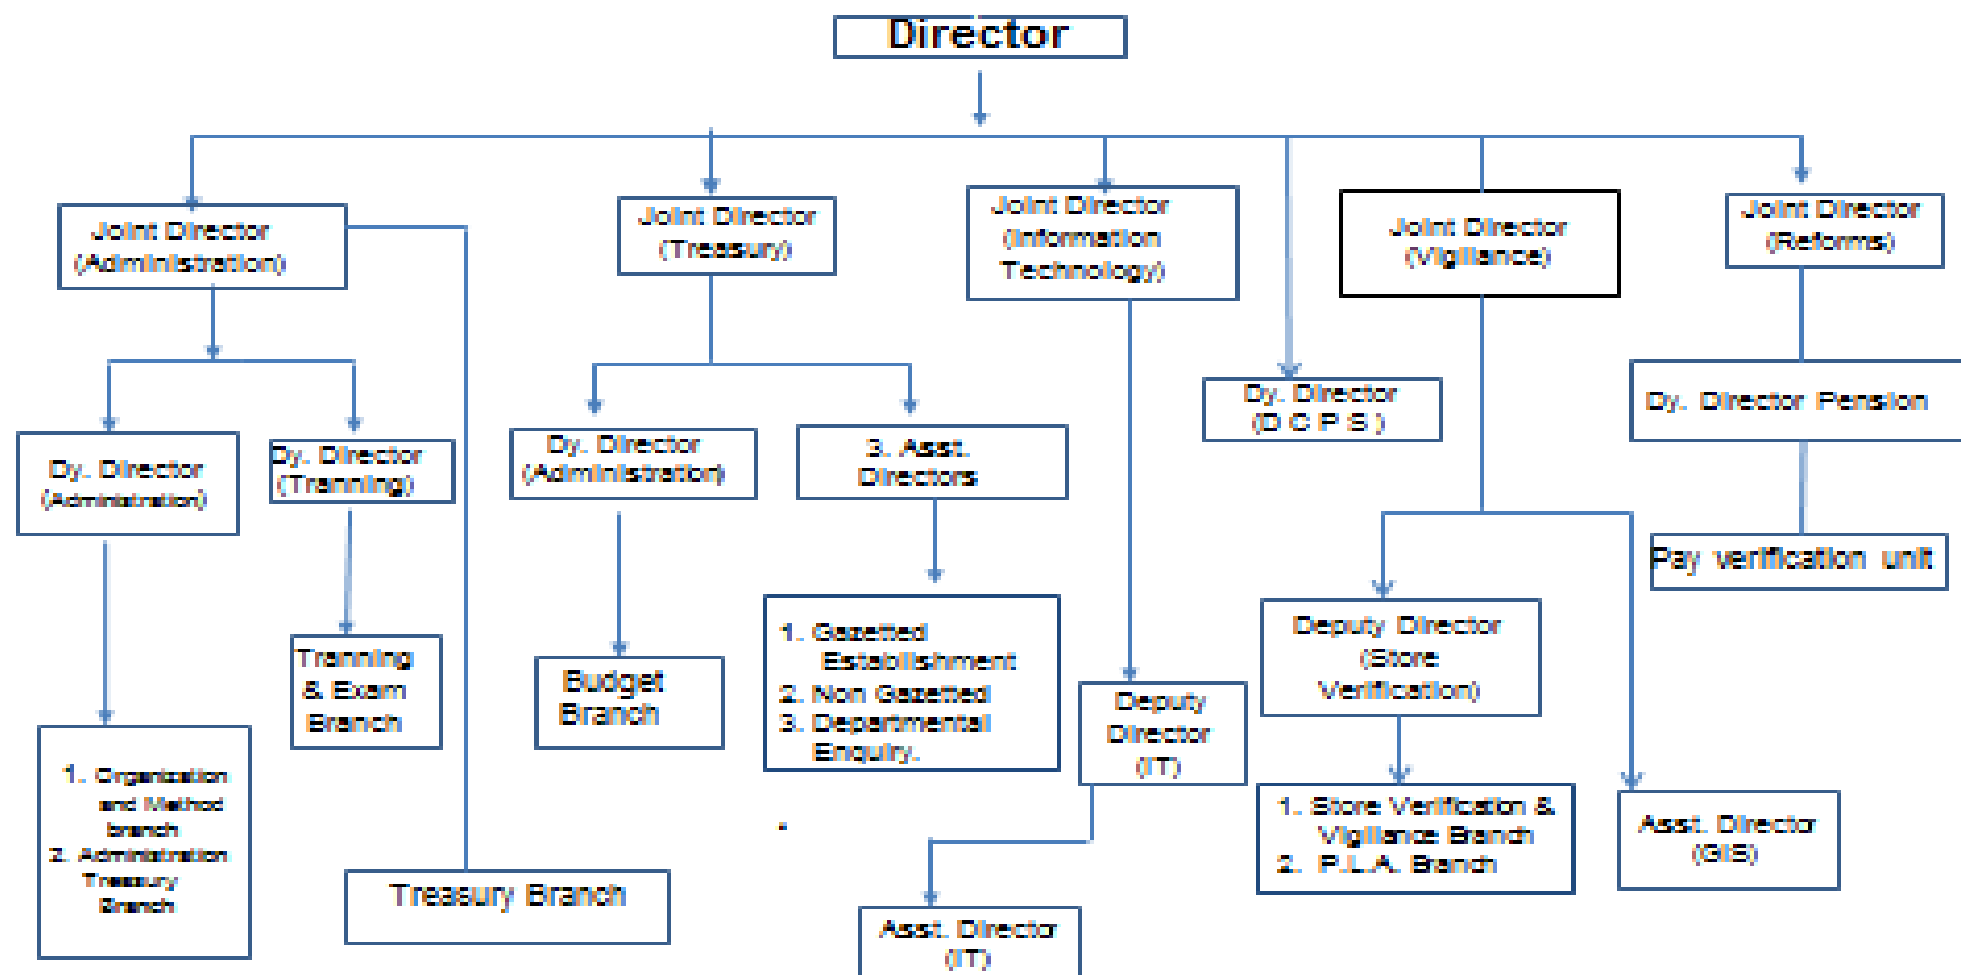 Director
Joint Director
(Administration)
Joint Director
(Treasury)
Joint Director
(Information
Technology)
Joint Director
(Vigilance)
Joint Director
(Reforms)
Dy. Director
(D C P S )
Dy. Director Pension
Dy. Director
(Administration)
Dy. Director
(Tranning)
Dy. Director
(Administration)
3. Asst.
Directors
Pay verification unit
1. Gazetted
Establishment
2. Non Gazetted
3. Departmental
Enquiry.
Deputy Director
(Store
Verification)
Tranning
& Exam
Branch
Budget
Branch
Deputy
Director
(IT)
1. Organization
and Method
branch
2. Administration
Treasury
Branch
1. Store Verification &
Vigilance Branch
2. P.L.A. Branch
Asst. Director
(GIS)
Treasury Branch
Asst. Director
(IT)